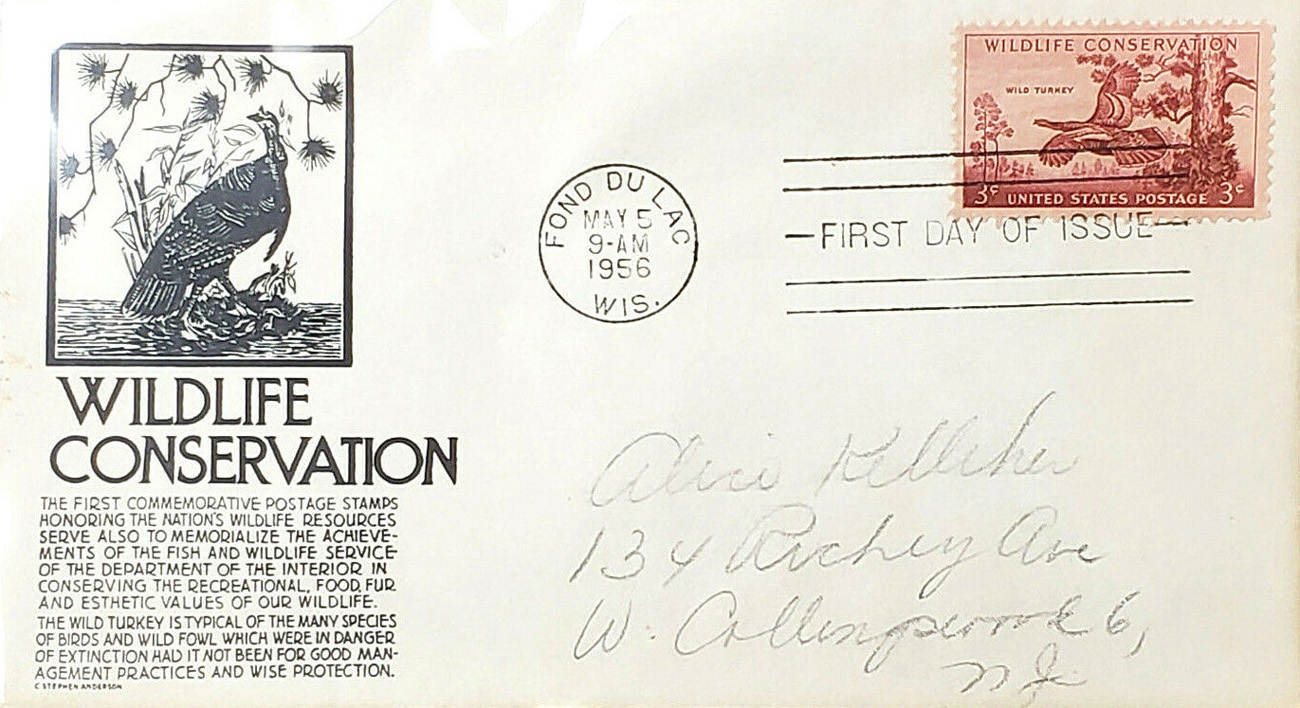 WILDLIFE CONSERVATION
WILD TURKEY
3¢ UNITED STATES POSTAGE 3¢
FOND DU LAC
MAY 5
9-AM
1956
WIS.
FIRST DAY OF ISSUE
WILDLIFE
CONSERVATION
THE FIRST COMMEMORATIVE POSTAGE STAMPS
HONORING THE NATION'S WILDLIFE RESOURCES
SERVE ALSO TO MEMORIALIZE THE ACHIEVE-
MENTS OF THE FISH AND WILDLIFE SERVICE
OF THE DEPARTMENT OF THE INTERIOR IN
CONSERVING THE RECREATIONAL, FOOD, FUR
AND ESTHETIC VALUES OF OUR WILDLIFE.
THE WILD TURKEY IS TYPICAL OF THE MANY SPECIES
OF BIRDS AND WILD FOWL WHICH WERE IN DANGER
OF EXTINCTION HAD IT NOT BEEN FOR GOOD MAN-
AGEMENT PRACTICES AND WISE PROTECTION.
C STEPHEN ANDERSON
Alice Kelleher
134 Richey Ave
W. Collingswood 6,
N J